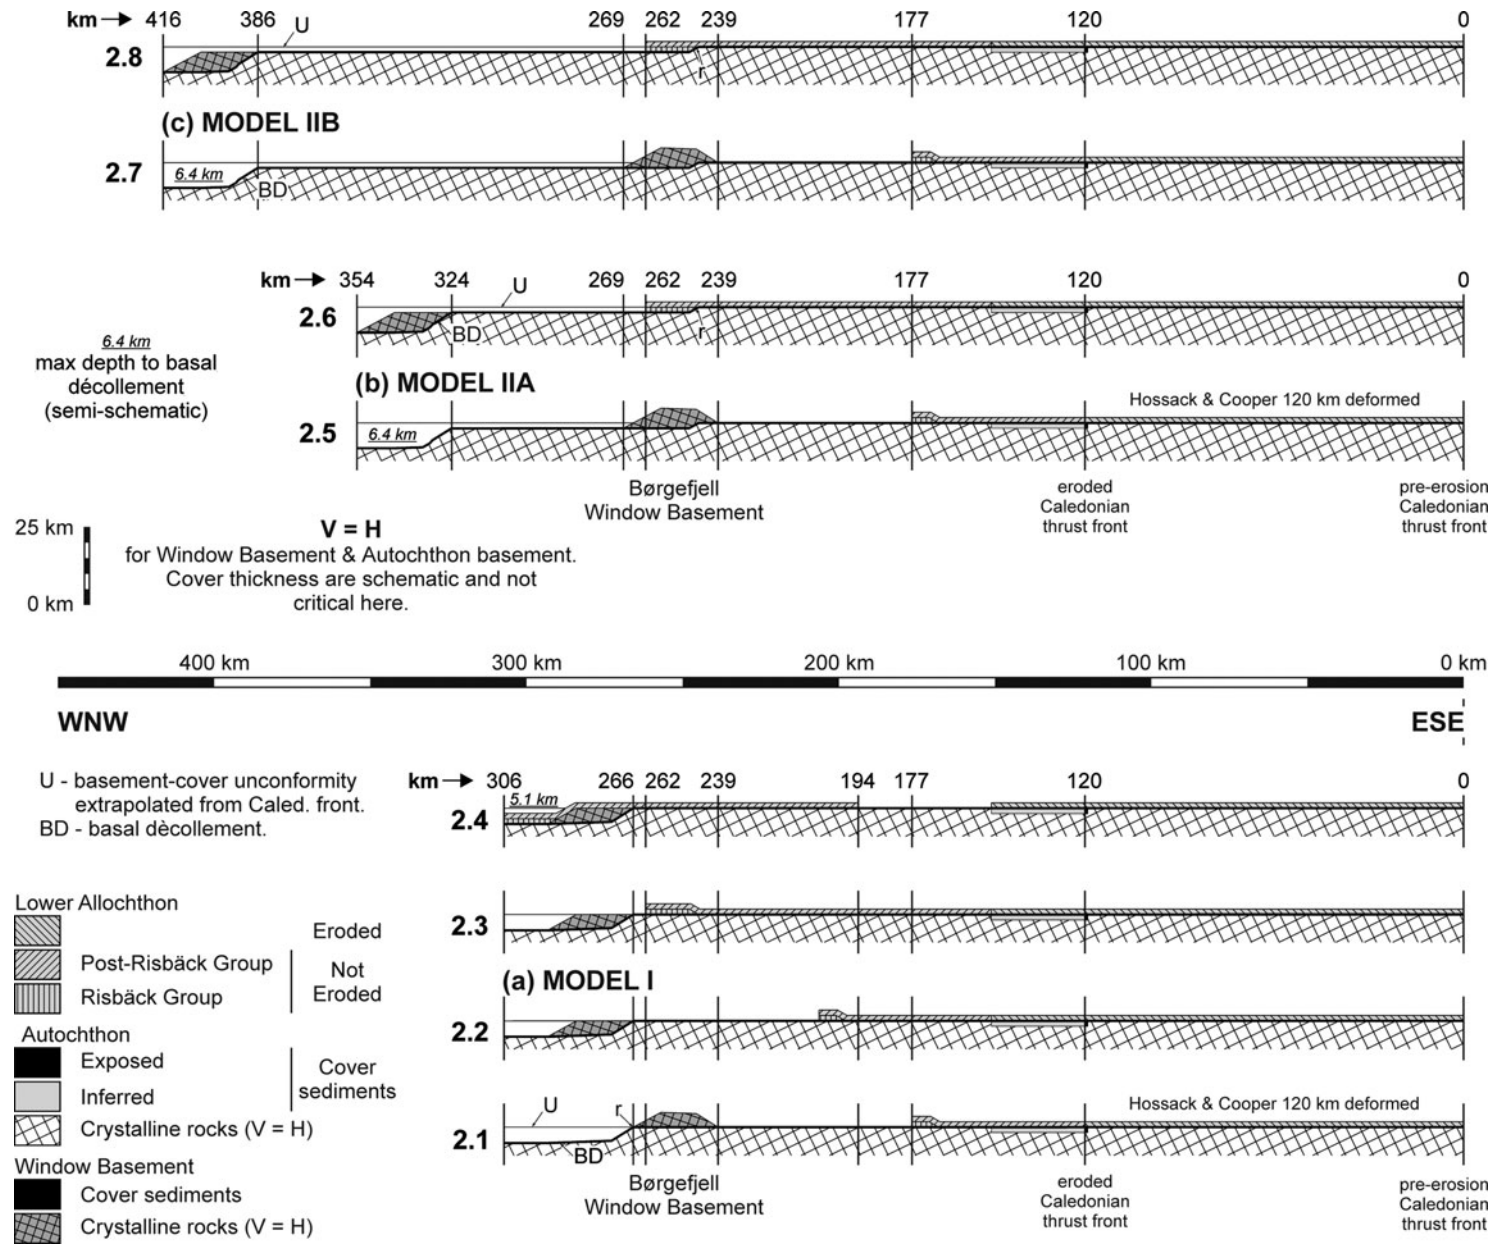 km → 416 386 269 262 239 177 120 0
U
2.8
r
(c) MODEL IIB
2.7
6.4 km
BD
km → 354 324 269 262 239 177 120 0
U
2.6
BD
r
6.4 km
max depth to basal
décollement
(semi-schematic)
(b) MODEL IIA
Hossack & Cooper 120 km deformed
2.5
6.4 km
Børgefjell
Window Basement
eroded
Caledonian
thrust front
pre-erosion
Caledonian
thrust front
25 km
0 km
V = H
for Window Basement & Autochthon basement.
Cover thickness are schematic and not
critical here.
400 km 300 km 200 km 100 km 0 km
WNW ESE
U - basement-cover unconformity
extrapolated from Caled. front.
BD - basal dècollement.
km → 306 266 262 239 194 177 120 0
5.1 km
2.4
2.3
(a) MODEL I
2.2
Hossack & Cooper 120 km deformed
U
r
2.1
BD
Børgefjell
Window Basement
eroded
Caledonian
thrust front
pre-erosion
Caledonian
thrust front
Lower Allochthon
Eroded
Post-Risbäck Group
Risbäck Group
Not
Eroded
Autochthon
Exposed
Inferred
Cover
sediments
Crystalline rocks (V = H)
Window Basement
Cover sediments
Crystalline rocks (V = H)